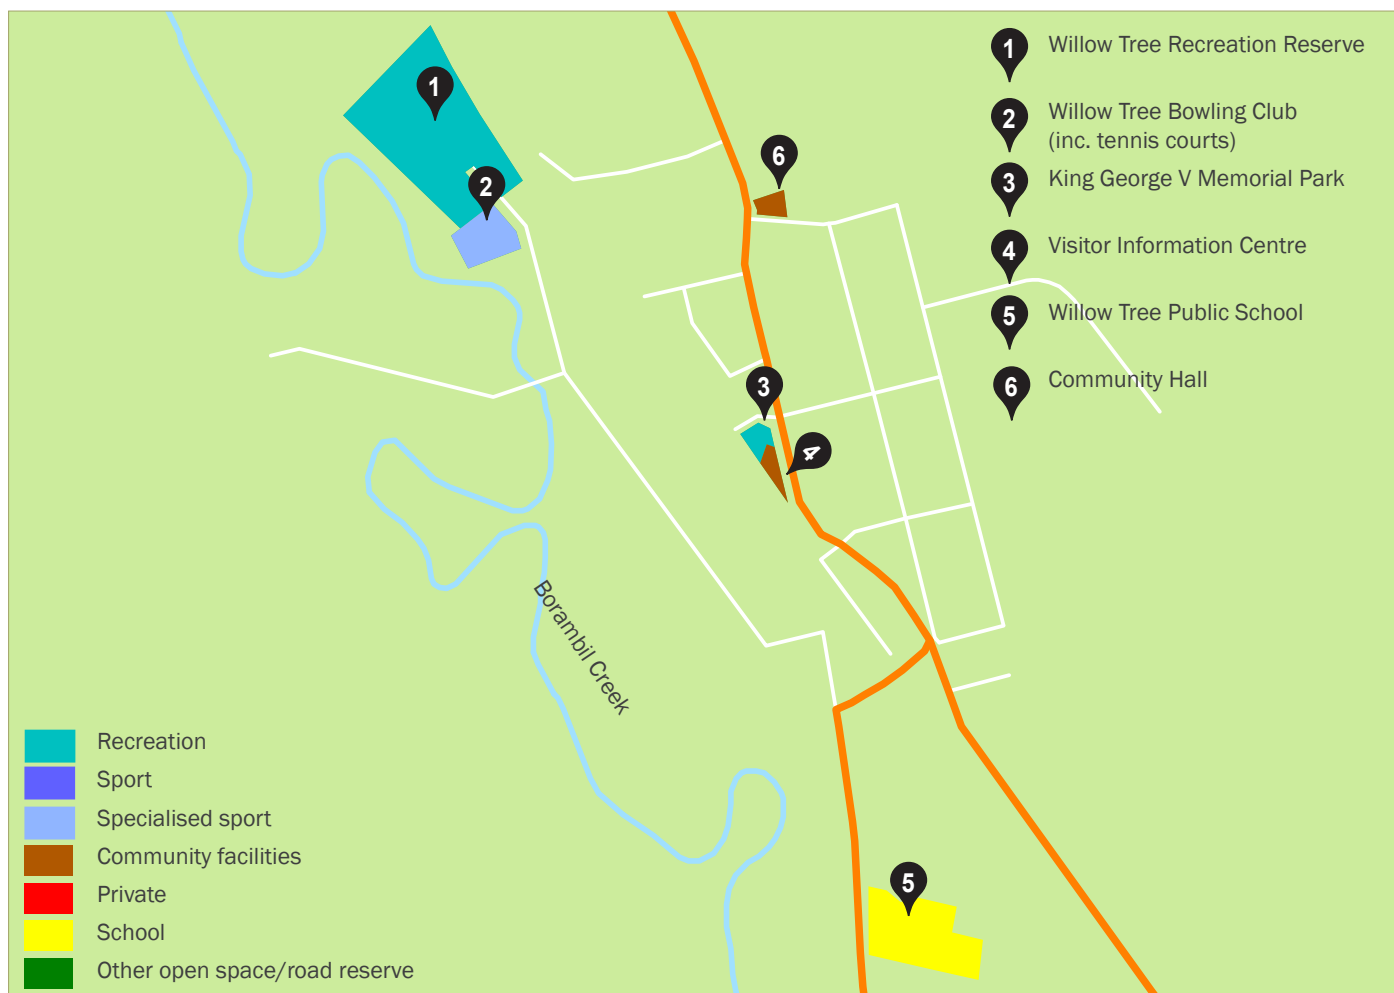 1
Willow Tree Recreation Reserve
2
Willow Tree Bowling Club
(inc. tennis courts)
3
King George V Memorial Park
4
Visitor Information Centre
5
Willow Tree Public School
6
Community Hall
1
2
6
3
4
Borambil Creek
5
Recreation
Sport
Specialised sport
Community facilities
Private
School
Other open space/road reserve